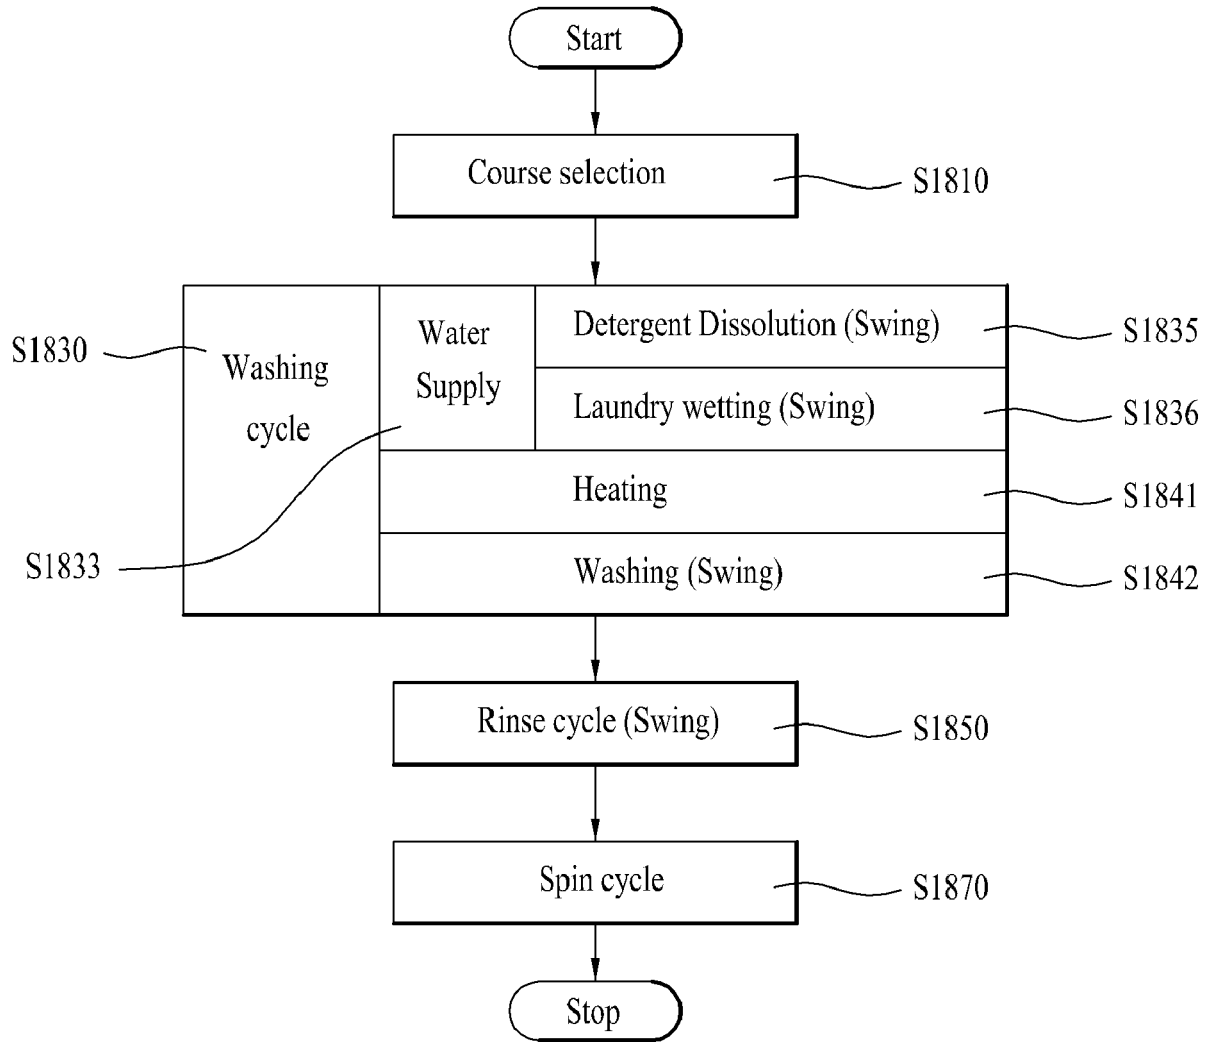 Start
Course selection
S1810
S1830
Washing
cycle
Water
Supply
S1833
Detergent Dissolution (Swing)
S1835
Laundry wetting (Swing)
S1836
Heating
S1841
Washing (Swing)
S1842
Rinse cycle (Swing)
S1850
Spin cycle
S1870
Stop